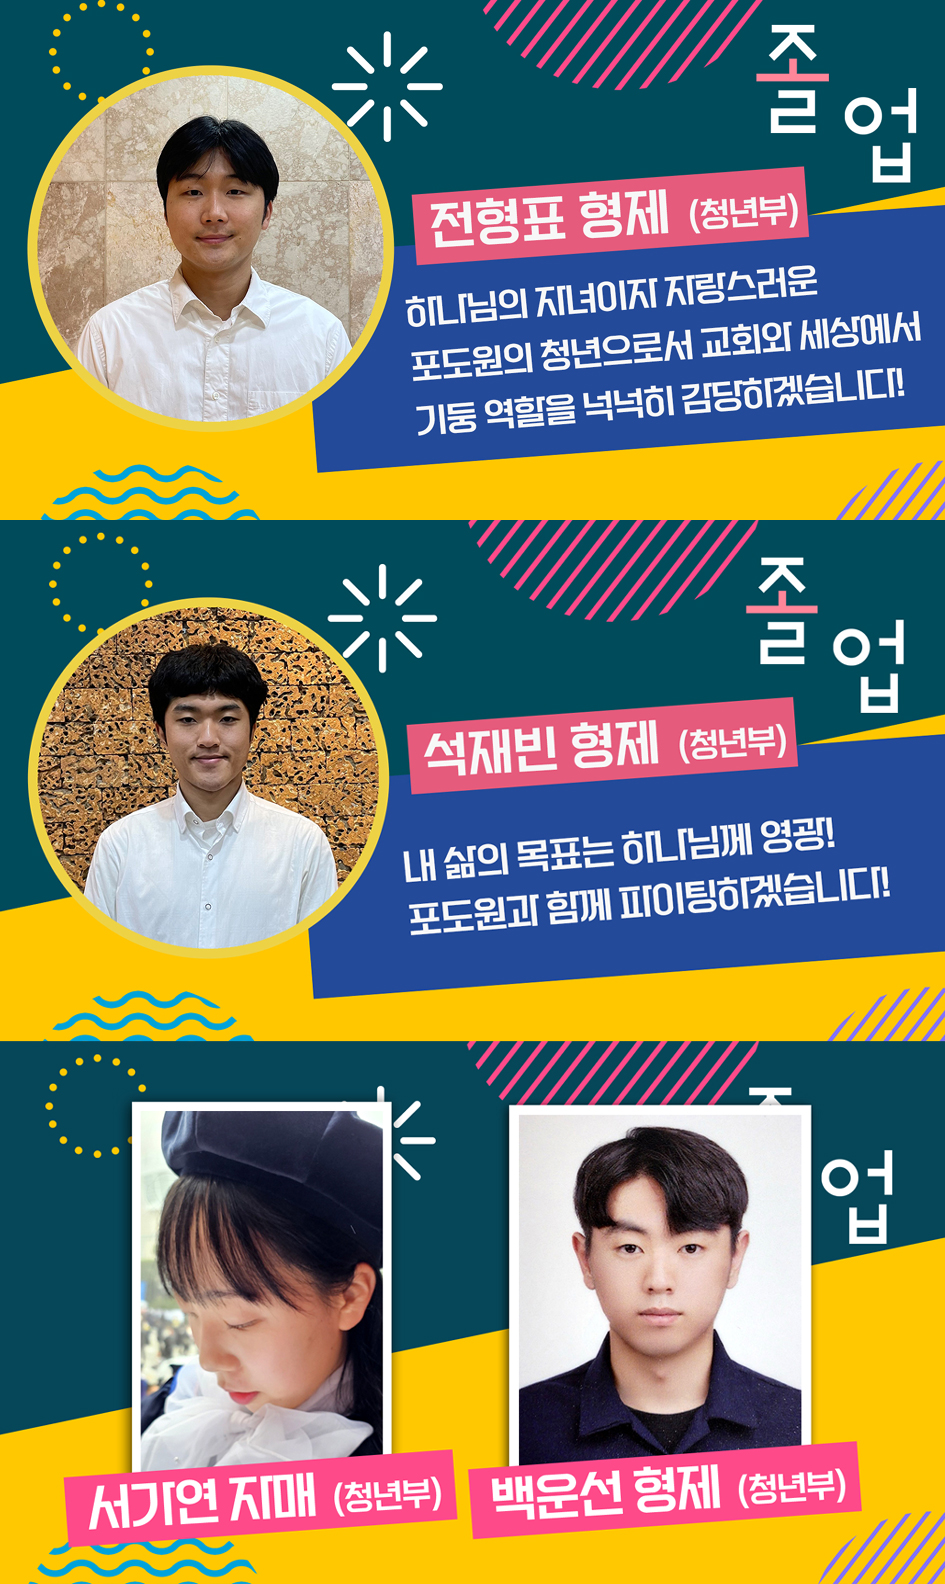 졸업
전형표 형제 (청년부)
하나님의 자녀이자 자랑스러운
포도원의 청년으로서 교회와 세상에서
기둥 역할을 넉넉히 감당하겠습니다!
졸업
석재빈 형제 (청년부)
내 삶의 목표는 하나님께 영광!
포도원과 함께 파이팅하겠습니다!
업
서가연 자매 (청년부)
백운선 형제 (청년부)